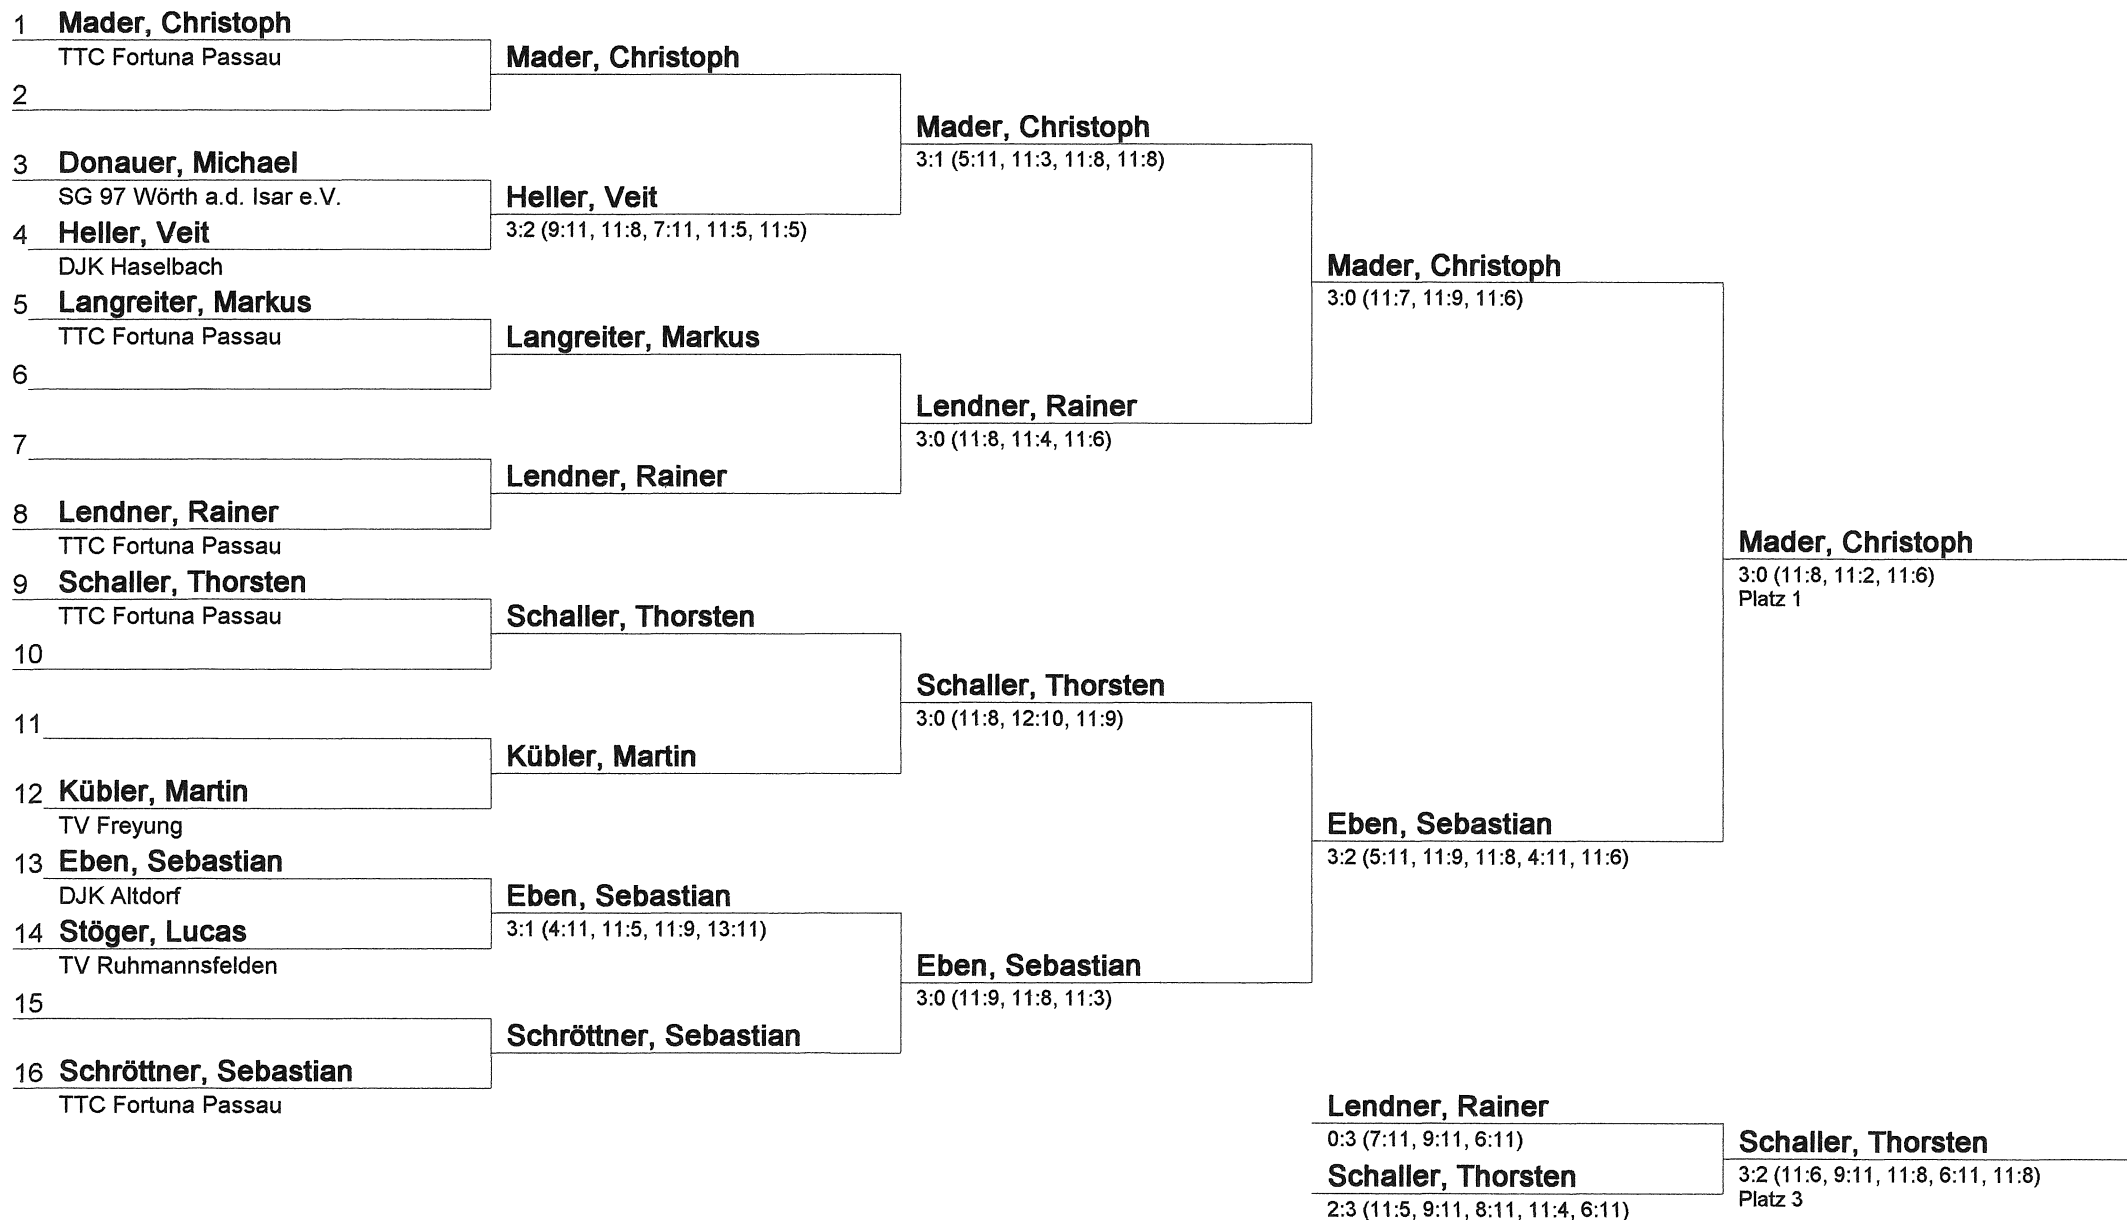 1 Mader, Christoph
TTC Fortuna Passau
2
3 Donauer, Michael
SG 97 Wörth a.d. Isar e.V.
4 Heller, Veit
DJK Haselbach
5 Langreiter, Markus
TTC Fortuna Passau
6
7
8 Lendner, Rainer
TTC Fortuna Passau
9 Schaller, Thorsten
TTC Fortuna Passau
10
11
12 Kübler, Martin
TV Freyung
13 Eben, Sebastian
DJK Altdorf
14 Stöger, Lucas
TV Ruhmannsfelden
15
16 Schröttner, Sebastian
TTC Fortuna Passau
Mader, Christoph
Heller, Veit
3:2 (9:11, 11:8, 7:11, 11:5, 11:5)
Langreiter, Markus
Lendner, Rainer
Schaller, Thorsten
Kübler, Martin
Eben, Sebastian
3:1 (4:11, 11:5, 11:9, 13:11)
Schröttner, Sebastian
Mader, Christoph
3:1 (5:11, 11:3, 11:8, 11:8)
Lendner, Rainer
3:0 (11:8, 11:4, 11:6)
Schaller, Thorsten
3:0 (11:8, 12:10, 11:9)
Eben, Sebastian
3:0 (11:9, 11:8, 11:3)
Mader, Christoph
3:0 (11:7, 11:9, 11:6)
Eben, Sebastian
3:2 (5:11, 11:9, 11:8, 4:11, 11:6)
Mader, Christoph
3:0 (11:8, 11:2, 11:6)
Platz 1
Lendner, Rainer
0:3 (7:11, 9:11, 6:11)
Schaller, Thorsten
2:3 (11:5, 9:11, 8:11, 11:4, 6:11)
Schaller, Thorsten
3:2 (11:6, 9:11, 11:8, 6:11, 11:8)
Platz 3